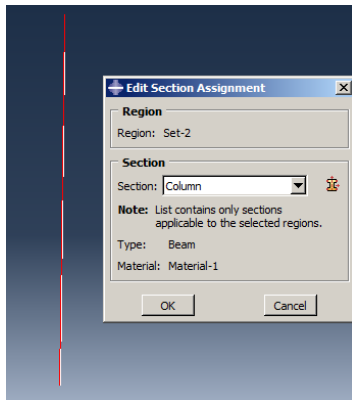 Edit Section Assignment
Region
Region: Set-2
Section
Section: Column
Note: List contains only sections
applicable to the selected regions.
Type: Beam
Material: Material-1
OK Cancel